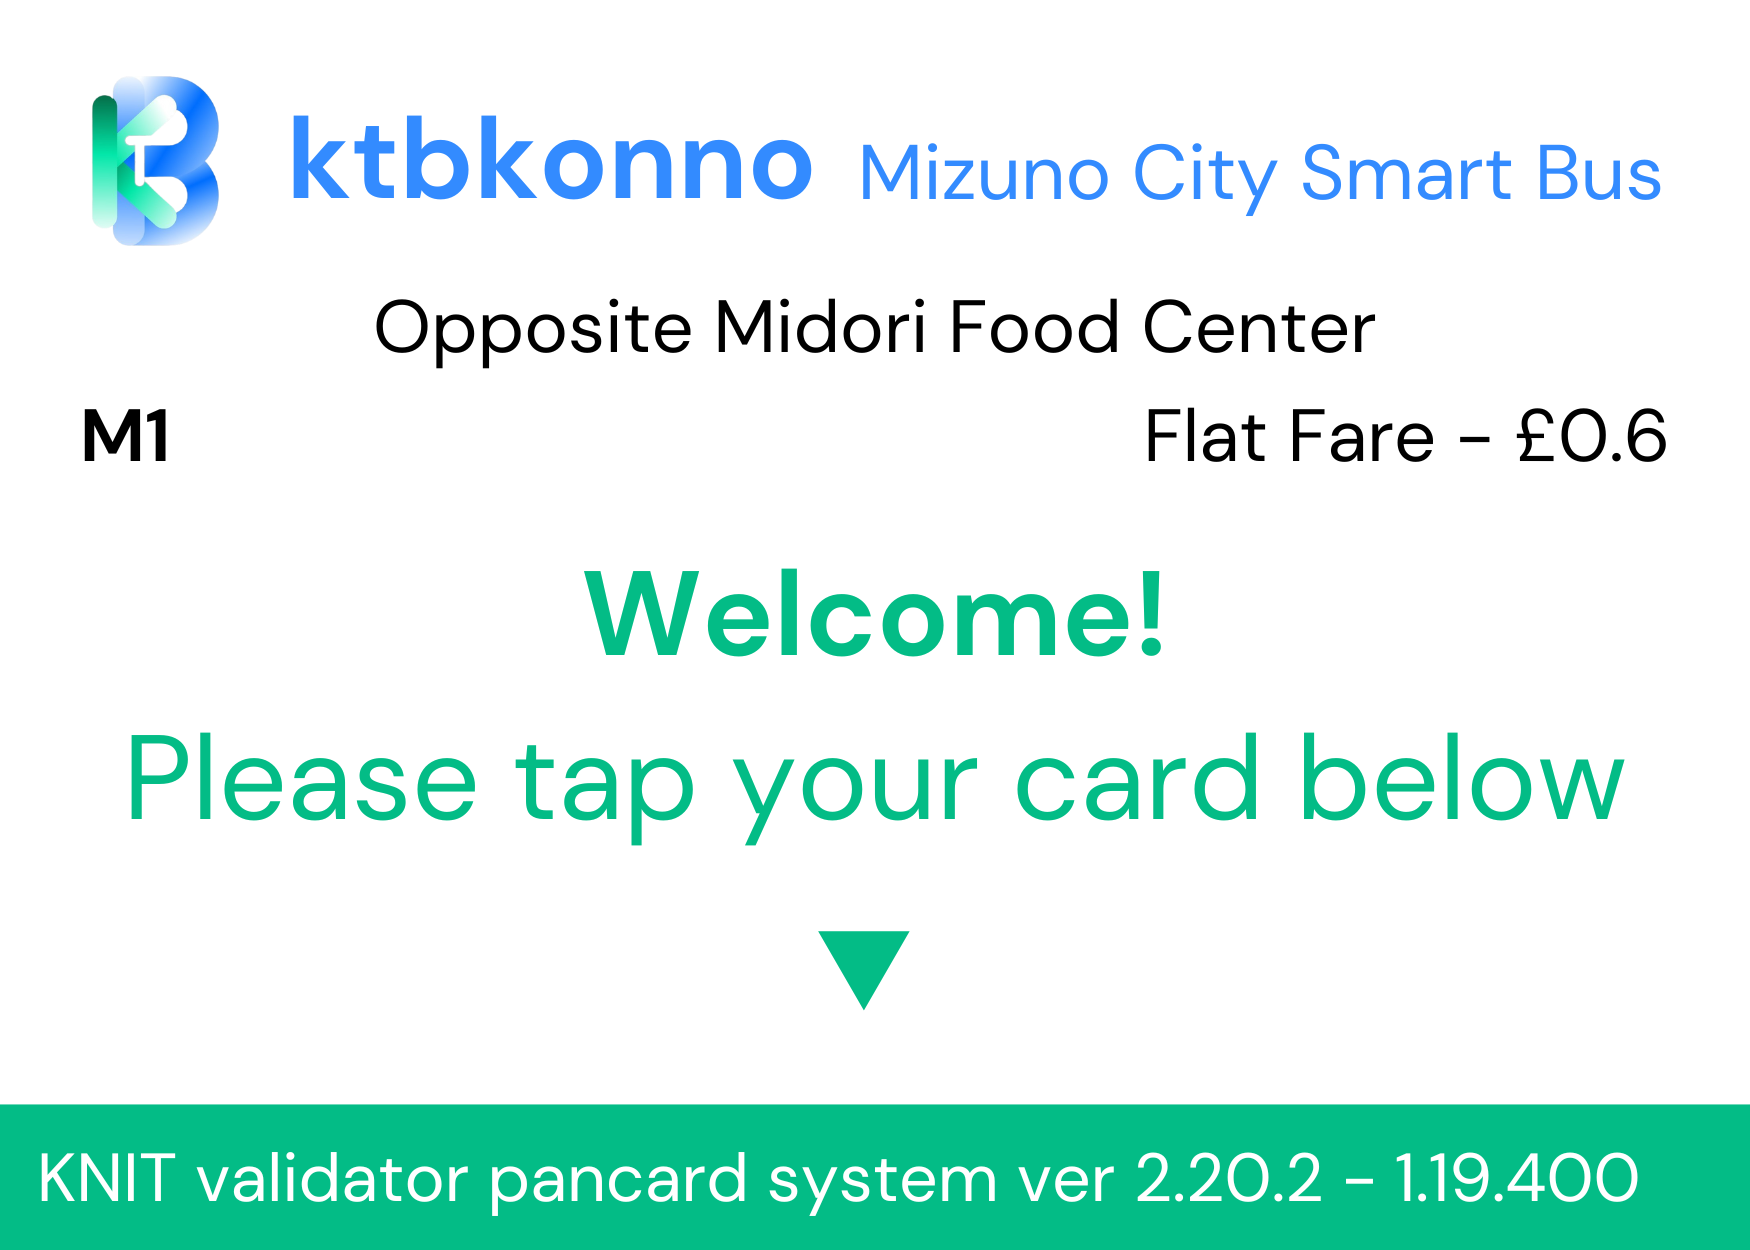 ktbkonno Mizuno City Smart Bus
Opposite Midori Food Center
M1 Flat Fare - £0.6
Welcome!
Please tap your card below
KNIT validator pancard system ver 2.20.2 - 1.19.400